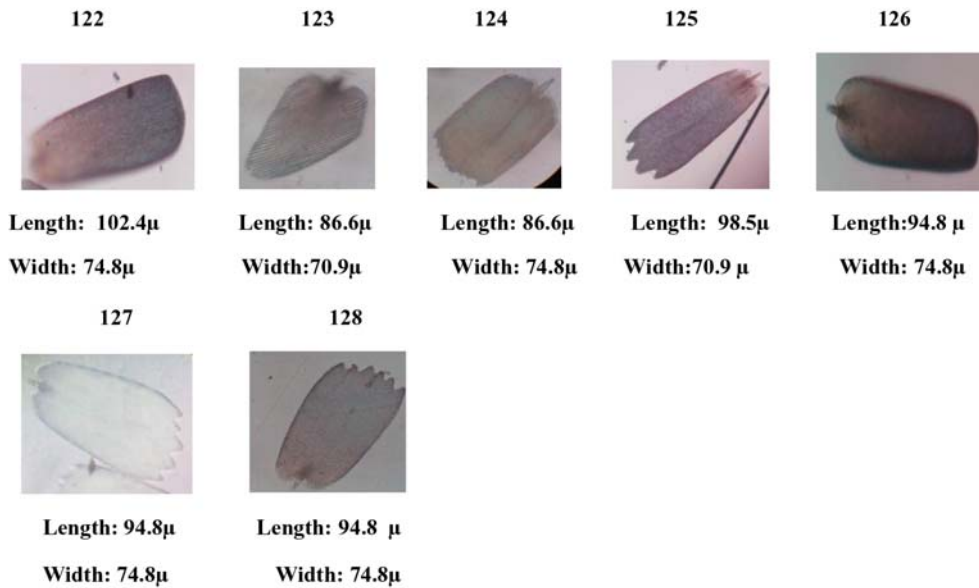 122 123 124 125 126
Length: 102.4µ Length: 86.6µ Length: 86.6µ Length: 98.5µ Length:94.8 µ
Width: 74.8µ Width:70.9µ Width: 74.8µ Width:70.9 µ Width: 74.8µ
127 128
Length: 94.8µ Length: 94.8 µ
Width: 74.8µ Width: 74.8µ